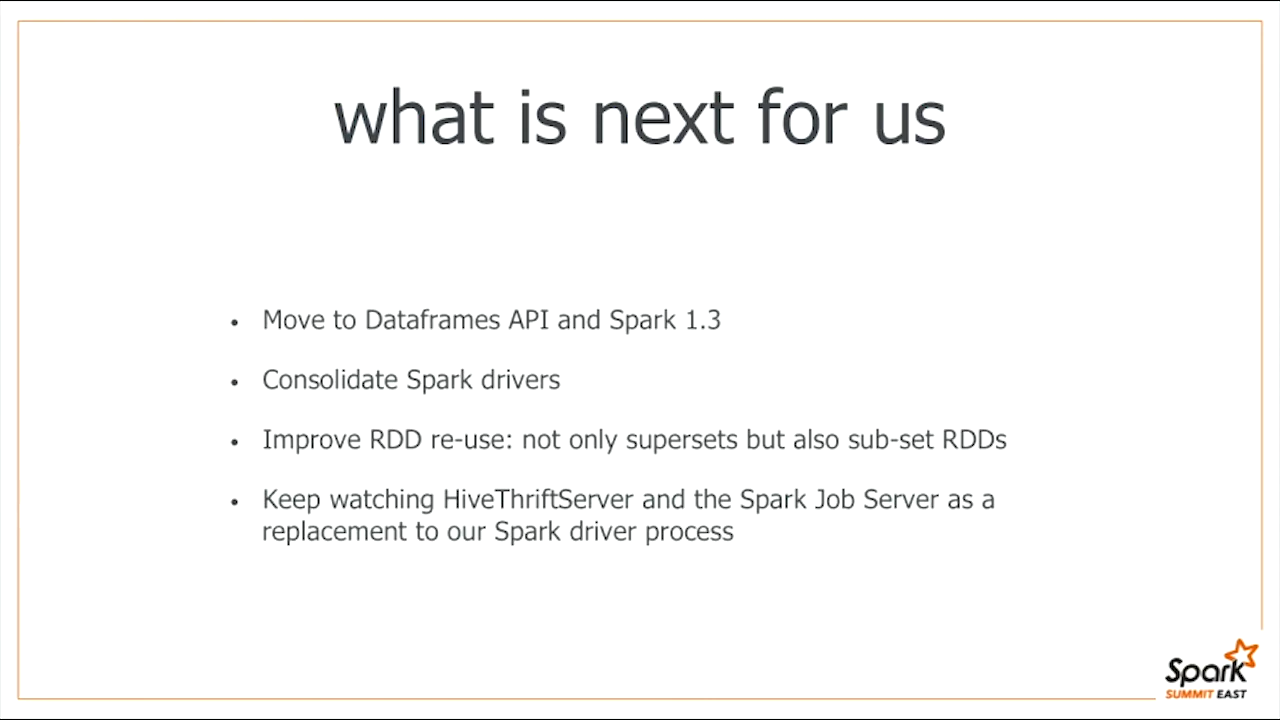 what is next for us
• Move to Dataframes API and Spark 1.3
• Consolidate Spark drivers
• Improve RDD re-use: not only supersets but also sub-set RDDs
• Keep watching HiveThriftServer and the Spark Job Server as a
replacement to our Spark driver process
Spark
SUMMIT EAST